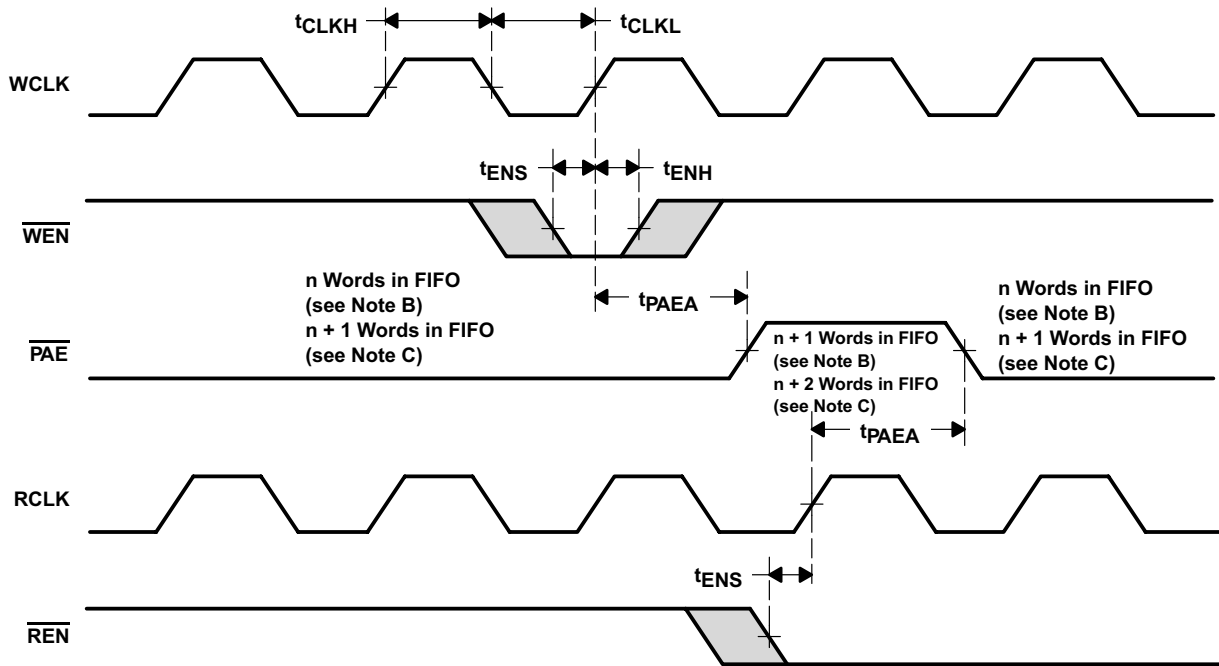 tCLKH
tCLKL
WCLK
tENS
tENH
WEN
n Words in FIFO
(see Note B)
n + 1 Words in FIFO
(see Note C)
tPAEA
n Words in FIFO
(see Note B)
n + 1 Words in FIFO
(see Note C)
PAE
n + 1 Words in FIFO
(see Note B)
n + 2 Words in FIFO
(see Note C)
tPAEA
RCLK
tENS
REN